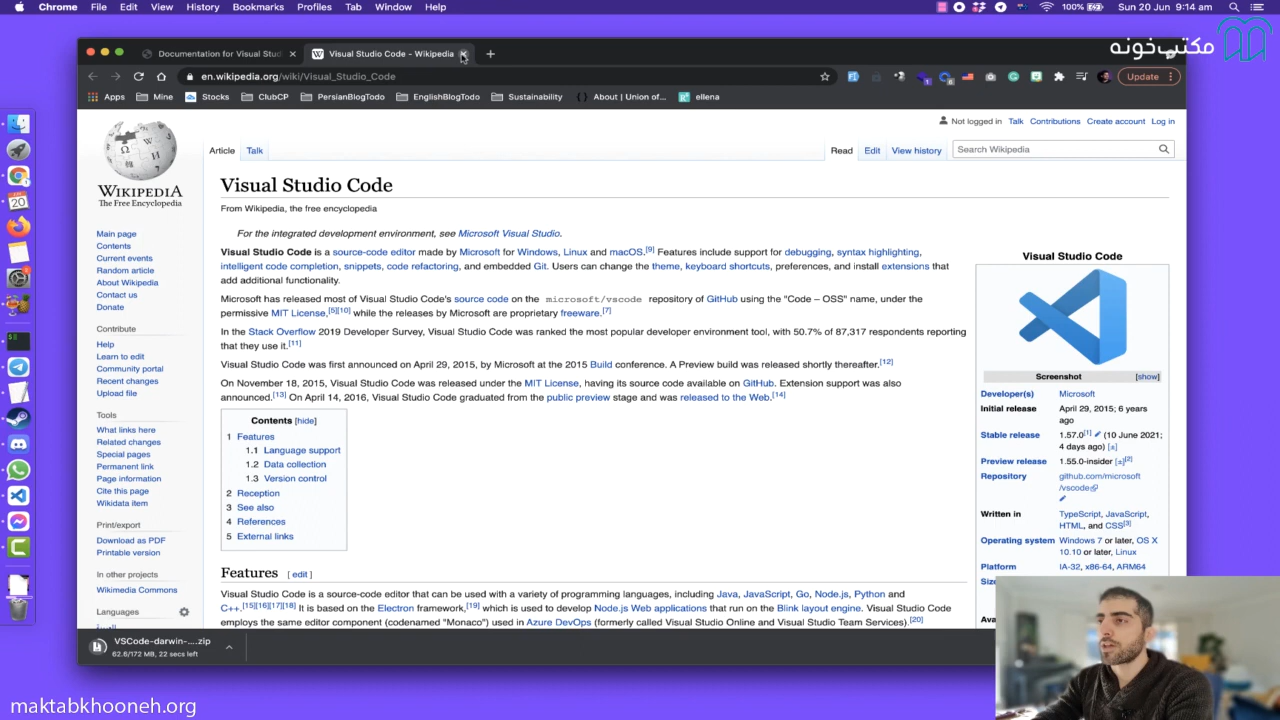 Chrome File Edit View History Bookmarks Profiles Tab Window Help 100% Sun 20 Jun 9:14 am
مکتب‌خونه
Documentation for Visual Stud
Visual Studio Code - Wikipedia
en.wikipedia.org/wiki/Visual_Studio_Code
Update
Apps Mine Stocks ClubCP PersianBlogTodo EnglishBlogTodo Sustainability About | Union of... ellena
Not logged in Talk Contributions Create account Log in
Article Talk Read Edit View history Search Wikipedia
WIKIPEDIA
The Free Encyclopedia
Main page
Contents
Current events
Random article
About Wikipedia
Contact us
Donate
Contribute
Help
Learn to edit
Community portal
Recent changes
Upload file
Tools
What links here
Related changes
Special pages
Permanent link
Page information
Cite this page
Wikidata item
Print/export
Download as PDF
Printable version
In other projects
Wikimedia Commons
Languages
Visual Studio Code
From Wikipedia, the free encyclopedia
For the integrated development environment, see Microsoft Visual Studio.
Visual Studio Code is a source-code editor made by Microsoft for Windows, Linux and macOS.[9] Features include support for debugging, syntax highlighting,
intelligent code completion, snippets, code refactoring, and embedded Git. Users can change the theme, keyboard shortcuts, preferences, and install extensions that
add additional functionality.
Microsoft has released most of Visual Studio Code's source code on the microsoft/vscode repository of GitHub using the "Code – OSS" name, under the
permissive MIT License,[5][10] while the releases by Microsoft are proprietary freeware.[7]
In the Stack Overflow 2019 Developer Survey, Visual Studio Code was ranked the most popular developer environment tool, with 50.7% of 87,317 respondents reporting
that they use it.[11]
Visual Studio Code was first announced on April 29, 2015, by Microsoft at the 2015 Build conference. A Preview build was released shortly thereafter.[12]
On November 18, 2015, Visual Studio Code was released under the MIT License, having its source code available on GitHub. Extension support was also
announced.[13] On April 14, 2016, Visual Studio Code graduated from the public preview stage and was released to the Web.[14]
Contents [hide]
1 Features
1.1 Language support
1.2 Data collection
1.3 Version control
2 Reception
3 See also
4 References
5 External links
Features [ edit ]
Visual Studio Code is a source-code editor that can be used with a variety of programming languages, including Java, JavaScript, Go, Node.js, Python and
C++.[15][16][17][18] It is based on the Electron framework,[19] which is used to develop Node.js Web applications that run on the Blink layout engine. Visual Studio Code
employs the same editor component (codenamed "Monaco") used in Azure DevOps (formerly called Visual Studio Online and Visual Studio Team Services).[20]
Visual Studio Code
Screenshot [show]
Developer(s) Microsoft
Initial release April 29, 2015; 6 years
ago
Stable release 1.57.0[1] (10 June 2021;
4 days ago) [±]
Preview release 1.55.0-insider [±][2]
Repository github.com/microsoft
/vscode
Written in TypeScript, JavaScript,
HTML, and CSS[3]
Operating system Windows 7 or later, OS X
10.10 or later, Linux
Platform IA-32, x86-64, ARM64
Size
Ava
VSCode-darwin-....zip
62.6/172 MB, 22 secs left
maktabkhooneh.org